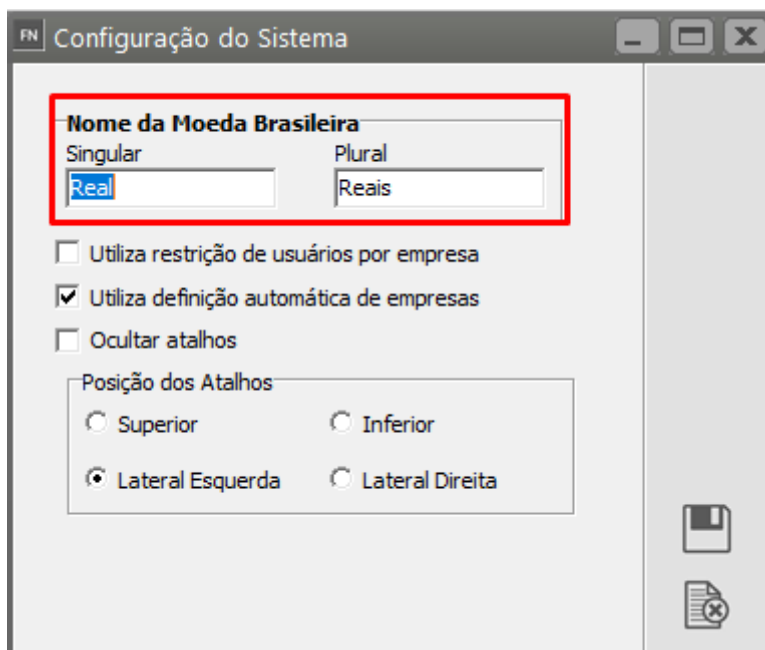 FN Configuração do Sistema
Nome da Moeda Brasileira
Singular Plural
Real Reais
Utiliza restrição de usuários por empresa
Utiliza definição automática de empresas
Ocultar atalhos
Posição dos Atalhos
Superior Inferior
Lateral Esquerda Lateral Direita